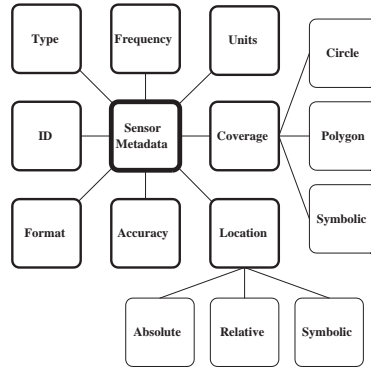 Type
Frequency
Units
Circle
ID
Sensor
Metadata
Coverage
Polygon
Format
Accuracy
Location
Symbolic
Absolute
Relative
Symbolic